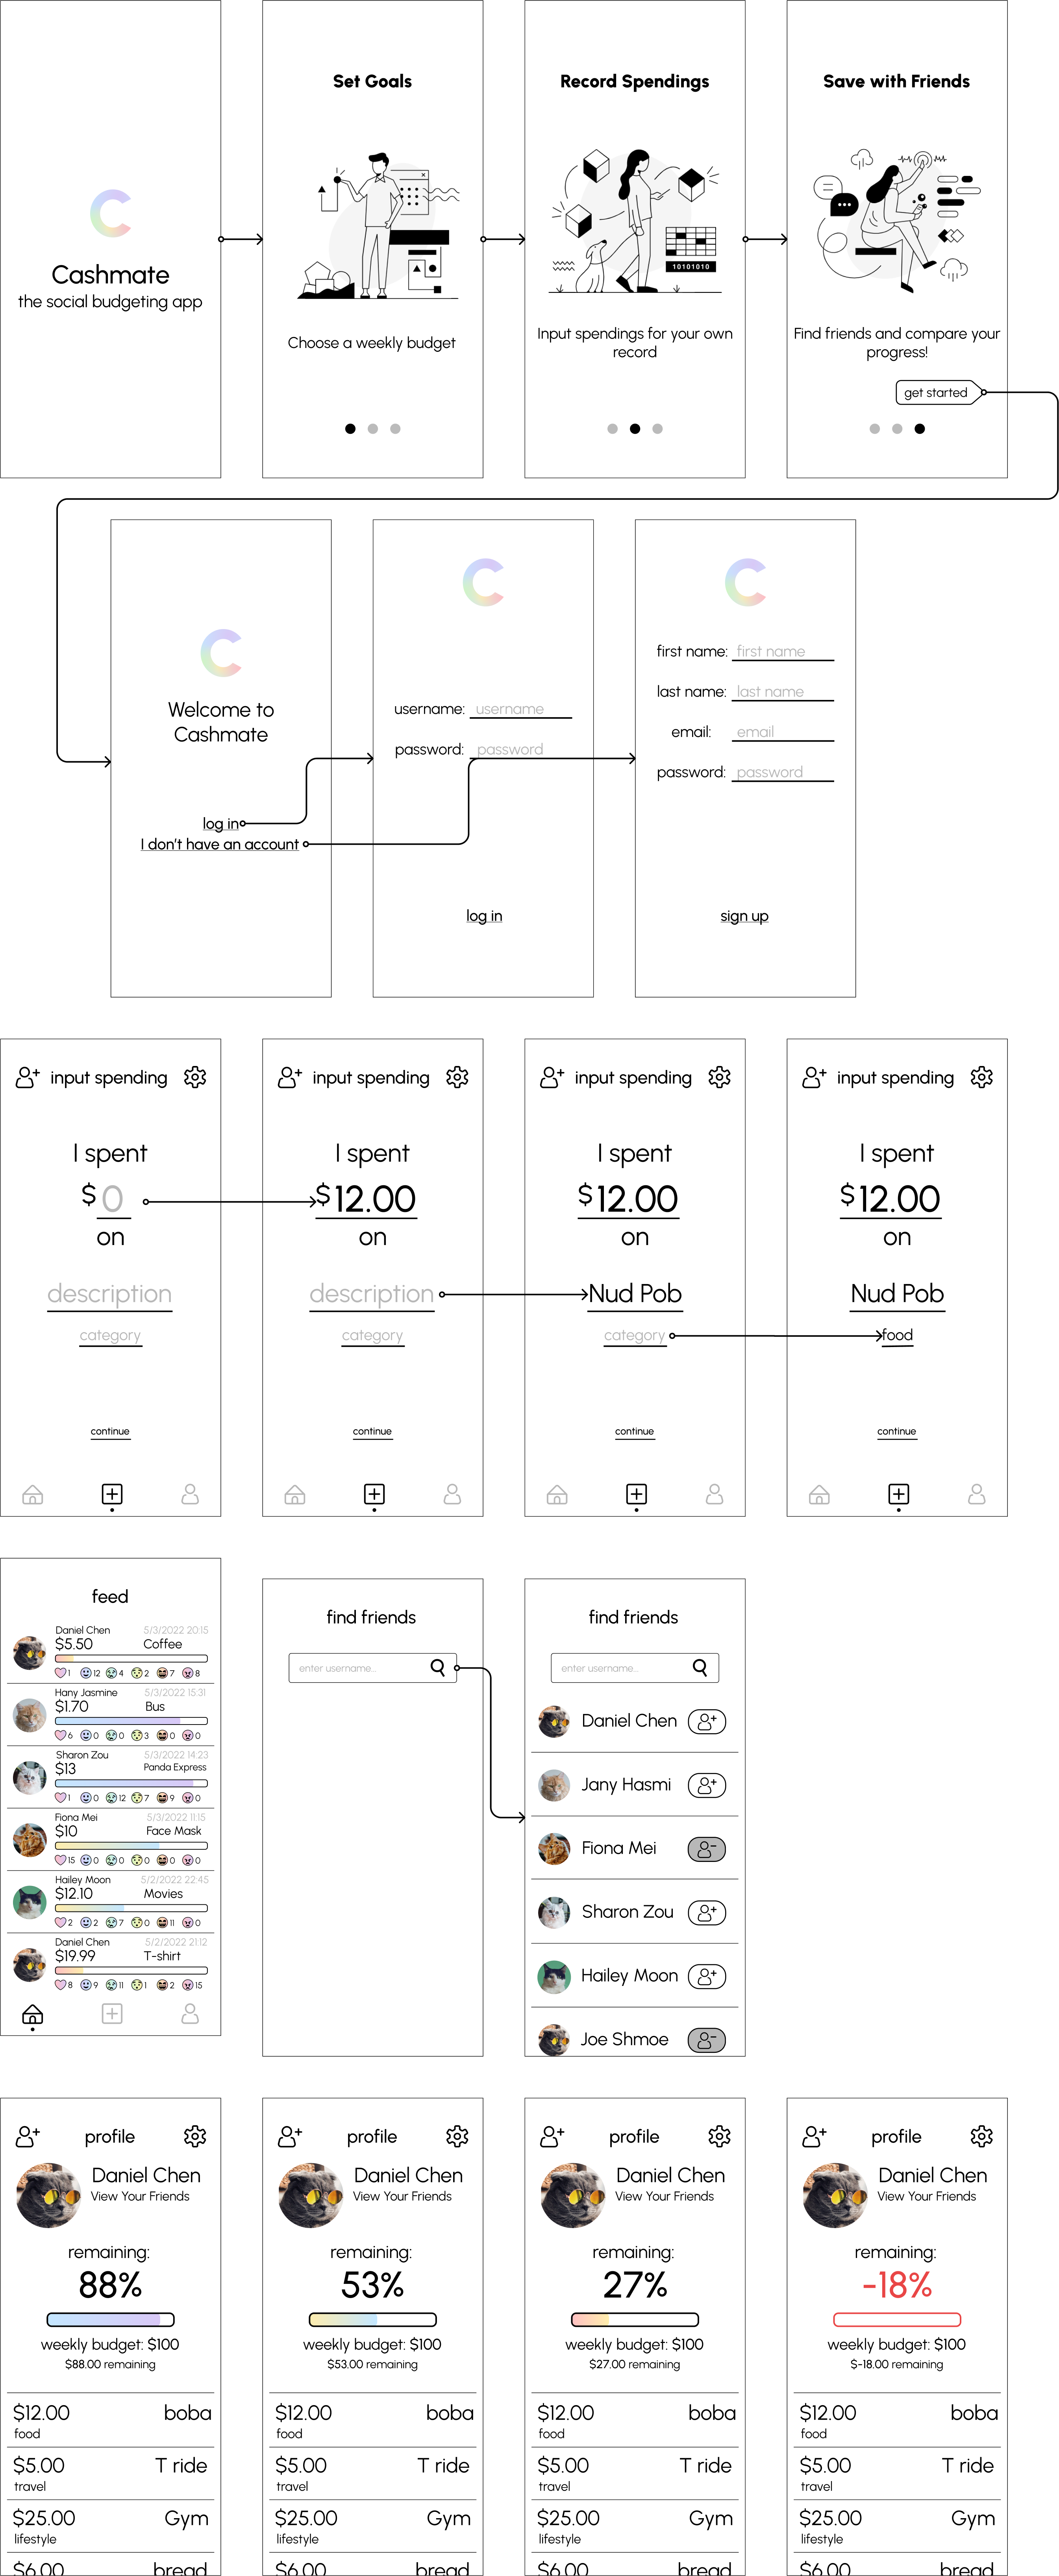 Cashmate
the social budgeting app
Set Goals
Choose a weekly budget
Record Spendings
10101010
Input spendings for your own
record
Save with Friends
Find friends and compare your
progress!
get started
Welcome to
Cashmate
log in
I don't have an account
username: username
password: password
log in
first name: first name
last name: last name
email: email
password: password
sign up
input spending
I spent
$0
on
description
category
continue
input spending
I spent
$12.00
on
description
category
continue
input spending
I spent
$12.00
on
Nud Pob
category
continue
input spending
I spent
$12.00
on
Nud Pob
food
continue
feed
Daniel Chen 5/3/2022 20:15
$5.50 Coffee
1 12 4 2 7 8
Hany Jasmine 5/3/2022 15:31
$1.70 Bus
6 0 0 3 0 0
Sharon Zou 5/3/2022 14:23
$13 Panda Express
1 0 12 7 9 0
Fiona Mei 5/3/2022 11:15
$10 Face Mask
15 0 0 0 0 0
Hailey Moon 5/2/2022 22:45
$12.10 Movies
2 2 7 0 11 0
Daniel Chen 5/2/2022 21:12
$19.99 T-shirt
8 9 11 1 2 15
find friends
enter username...
find friends
enter username...
Daniel Chen
Jany Hasmi
Fiona Mei
Sharon Zou
Hailey Moon
Joe Shmoe
profile
Daniel Chen
View Your Friends
remaining:
88%
weekly budget: $100
$88.00 remaining
$12.00 boba
food
$5.00 T ride
travel
$25.00 Gym
lifestyle
$6.00 bread
profile
Daniel Chen
View Your Friends
remaining:
53%
weekly budget: $100
$53.00 remaining
$12.00 boba
food
$5.00 T ride
travel
$25.00 Gym
lifestyle
$6.00 bread
profile
Daniel Chen
View Your Friends
remaining:
27%
weekly budget: $100
$27.00 remaining
$12.00 boba
food
$5.00 T ride
travel
$25.00 Gym
lifestyle
$6.00 bread
profile
Daniel Chen
View Your Friends
remaining:
-18%
weekly budget: $100
$-18.00 remaining
$12.00 boba
food
$5.00 T ride
travel
$25.00 Gym
lifestyle
$6.00 bread